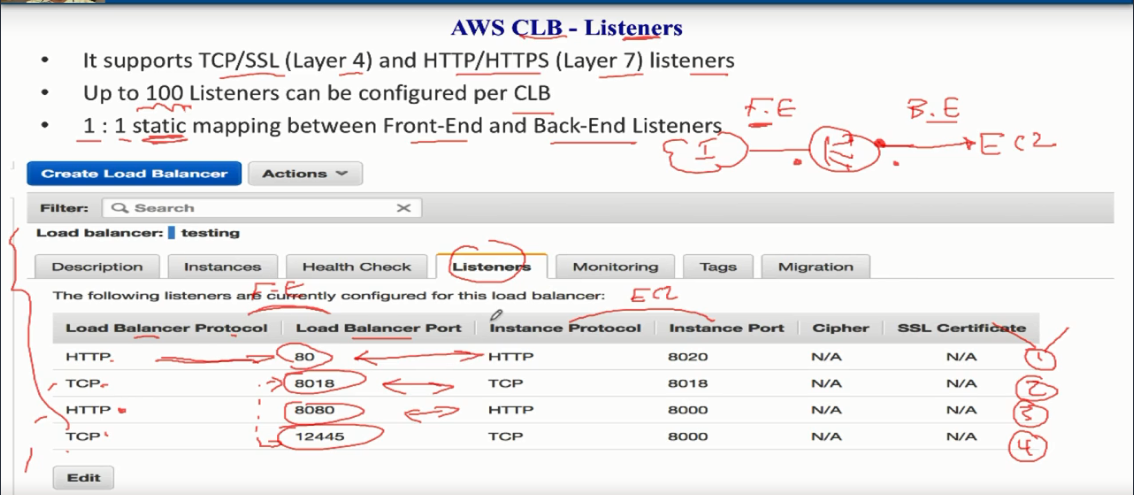 AWS CLB - Listeners
• It supports TCP/SSL (Layer 4) and HTTP/HTTPS (Layer 7) listeners
• Up to 100 Listeners can be configured per CLB
• 1 : 1 static mapping between Front-End and Back-End Listeners
F.E B.E
I EC2
Create Load Balancer Actions
Filter: Search
Load balancer: testing
Description Instances Health Check Listeners Monitoring Tags Migration
The following listeners are currently configured for this load balancer:
F-E EC2
Load Balancer Protocol Load Balancer Port Instance Protocol Instance Port Cipher SSL Certificate
HTTP 80 HTTP 8020 N/A N/A 1
TCP 8018 TCP 8018 N/A N/A 2
HTTP 8080 HTTP 8000 N/A N/A 3
TCP 12445 TCP 8000 N/A N/A 4
Edit